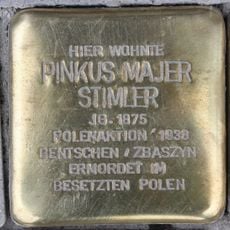 HIER WOHNTE
PINKUS MAJER
STIMLER
JG. 1875
POLENAKTION 1938
BENTSCHEN / ZBASZYN
ERMORDET IM
BESETZTEN POLEN